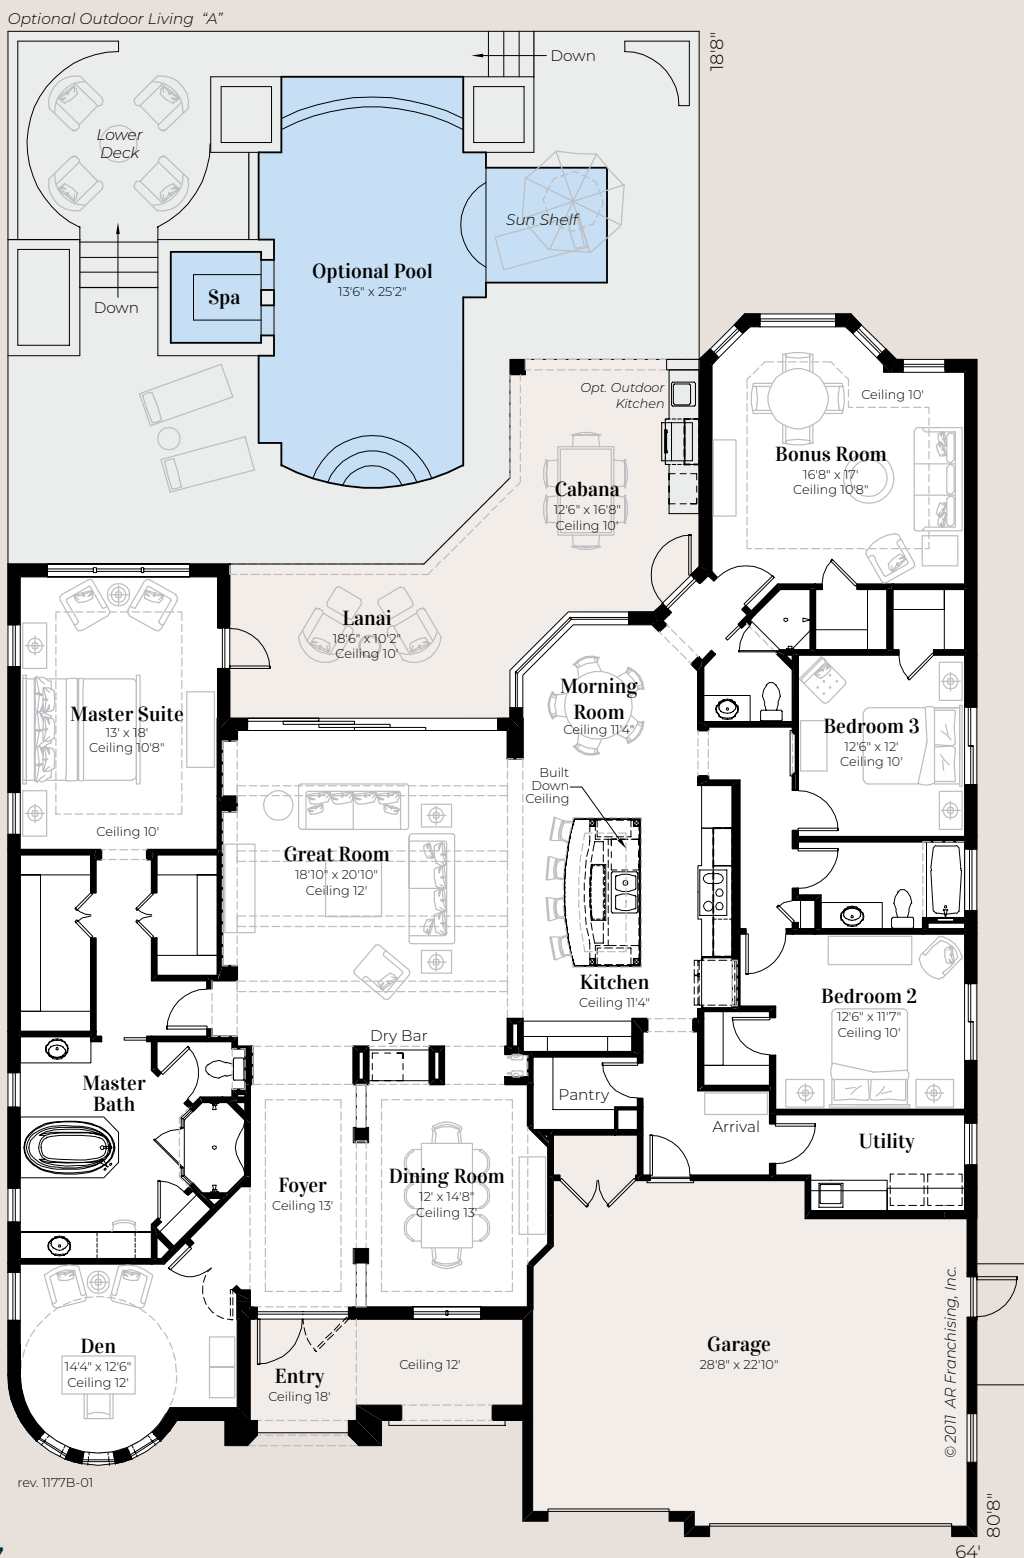 Optional Outdoor Living “A”
18'8"
Down
Lower
Deck
Sun Shelf
Optional Pool
13'6" x 25'2"
Spa
Down
Opt. Outdoor
Kitchen
Ceiling 10'
Bonus Room
16'8" x 17'
Ceiling 10'8"
Cabana
12'6" x 16'8"
Ceiling 10'
Lanai
18'6" x 10'2"
Ceiling 10'
Morning
Room
Ceiling 11'4"
Master Suite
13' x 18'
Ceiling 10'8"
Ceiling 10'
Bedroom 3
12'6" x 12'
Ceiling 10'
Built
Down
Ceiling
Great Room
18'10" x 20'10"
Ceiling 12'
Kitchen
Ceiling 11'4"
Bedroom 2
12'6" x 11'7"
Ceiling 10'
Dry Bar
Master
Bath
Pantry
Arrival
Utility
Foyer
Ceiling 13'
Dining Room
12' x 14'8"
Ceiling 13'
Den
14'4" x 12'6"
Ceiling 12'
Entry
Ceiling 18'
Ceiling 12'
Garage
28'8" x 22'10"
© 2011 AR Franchising, Inc.
rev. 1177B-01
80'8"
64'